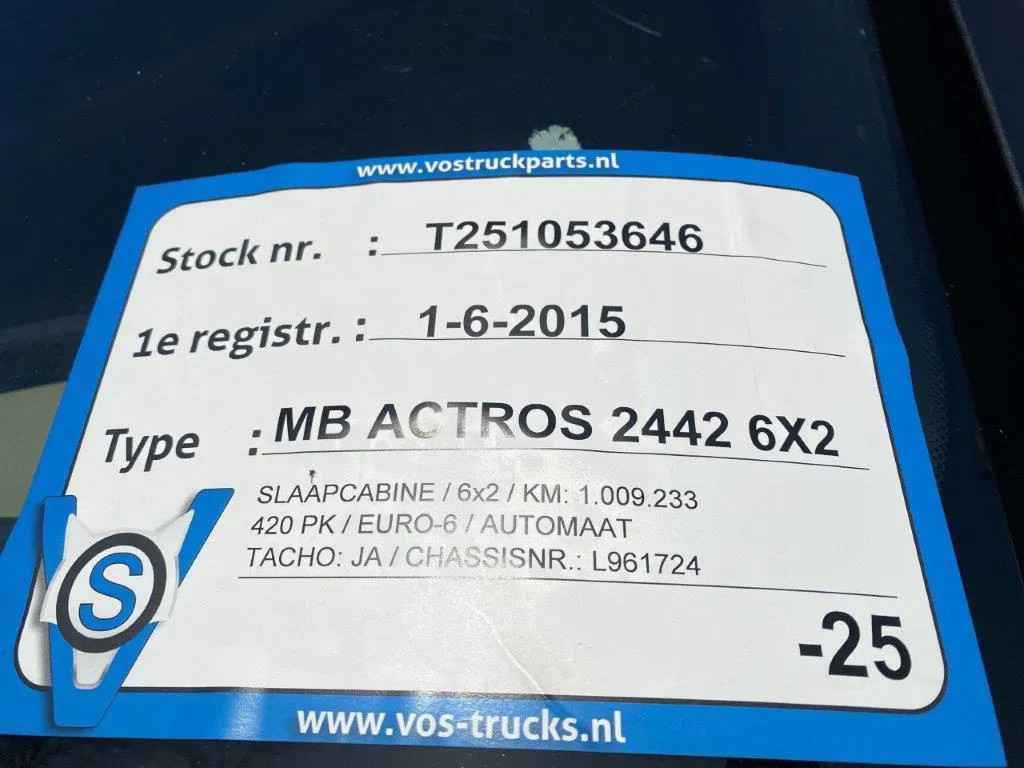 www.vostruckparts.nl
Stock nr. : T251053646
1e registr. : 1-6-2015
Type : MB ACTROS 2442 6X2
SLAAPCABINE / 6x2 / KM: 1.009.233
420 PK / EURO-6 / AUTOMAAT
TACHO: JA / CHASSISNR.: L961724
S
-25
www.vos-trucks.nl